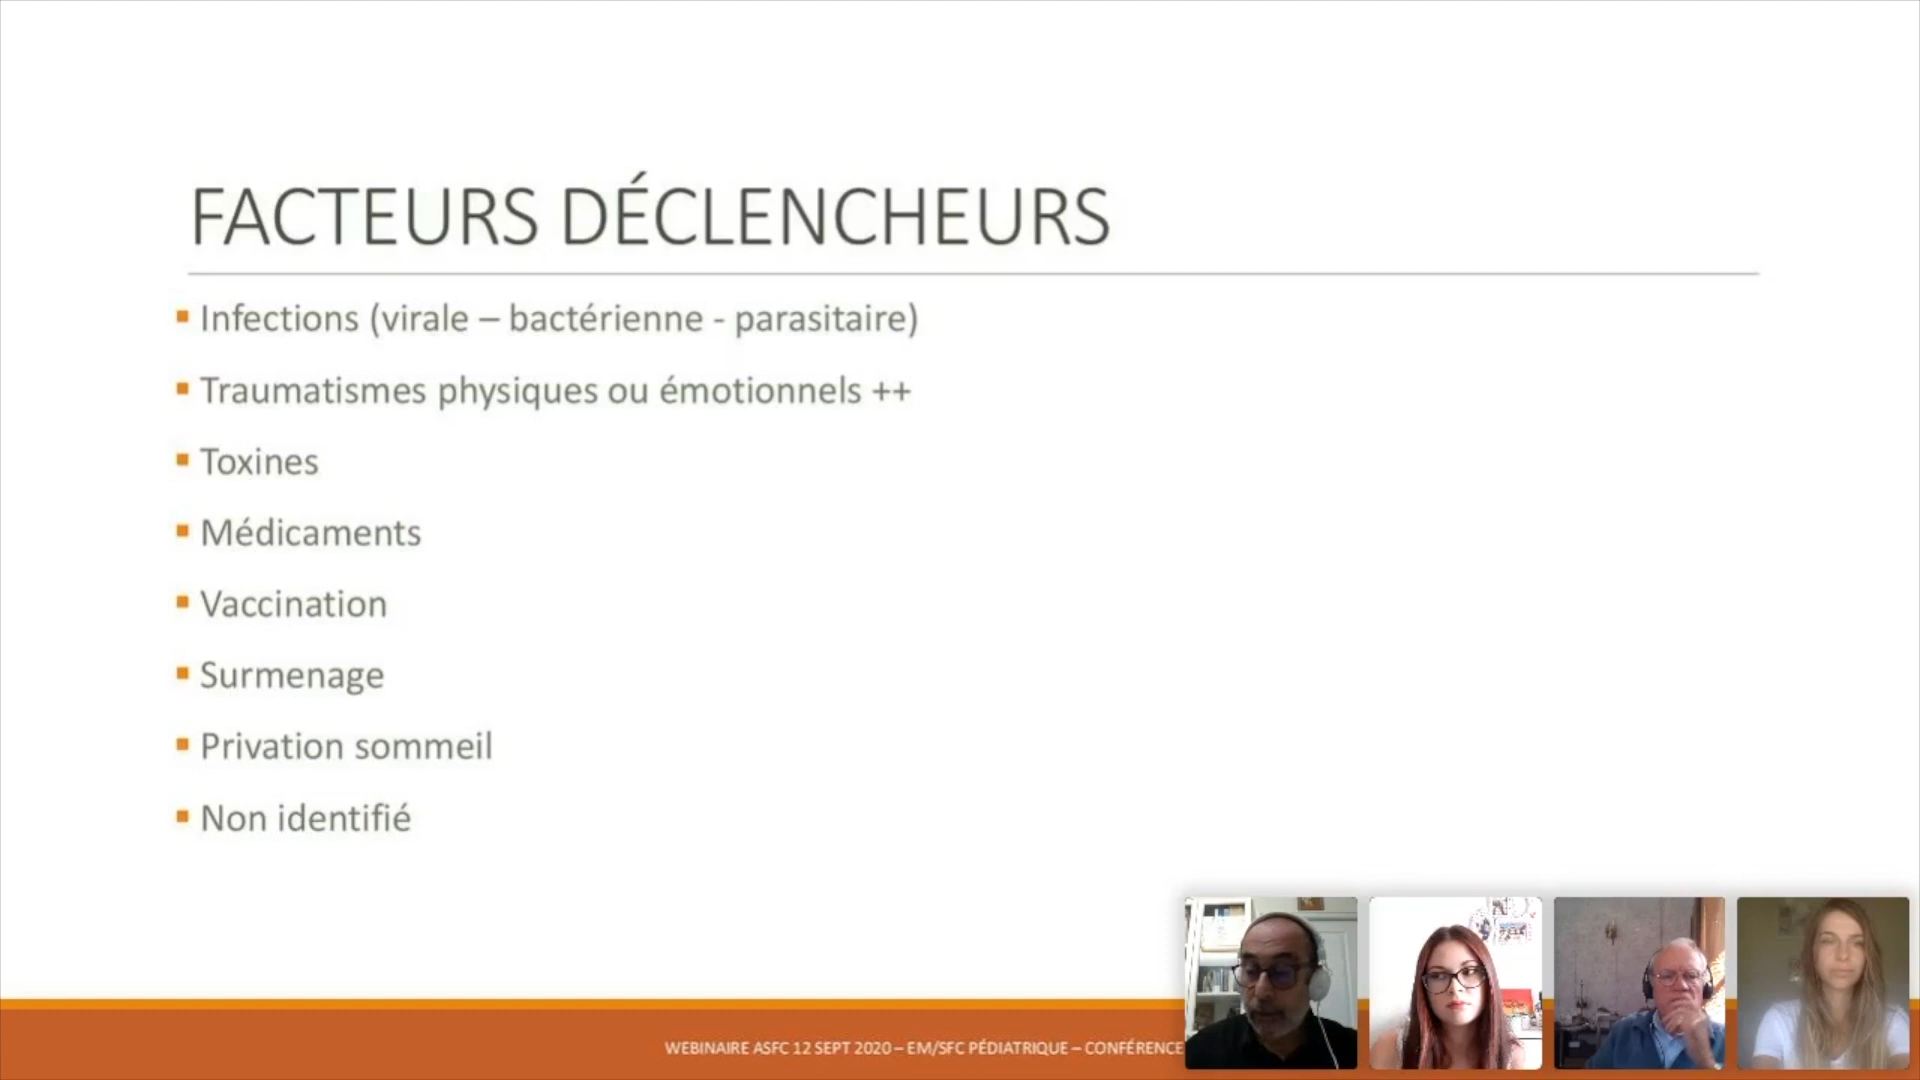 FACTEURS DÉCLENCHEURS
Infections (virale – bactérienne - parasitaire)
Traumatismes physiques ou émotionnels ++
Toxines
Médicaments
Vaccination
Surmenage
Privation sommeil
Non identifié
WEBINAIRE ASFC 12 SEPT 2020 – EM/SFC PÉDIATRIQUE – CONFÉRENCE